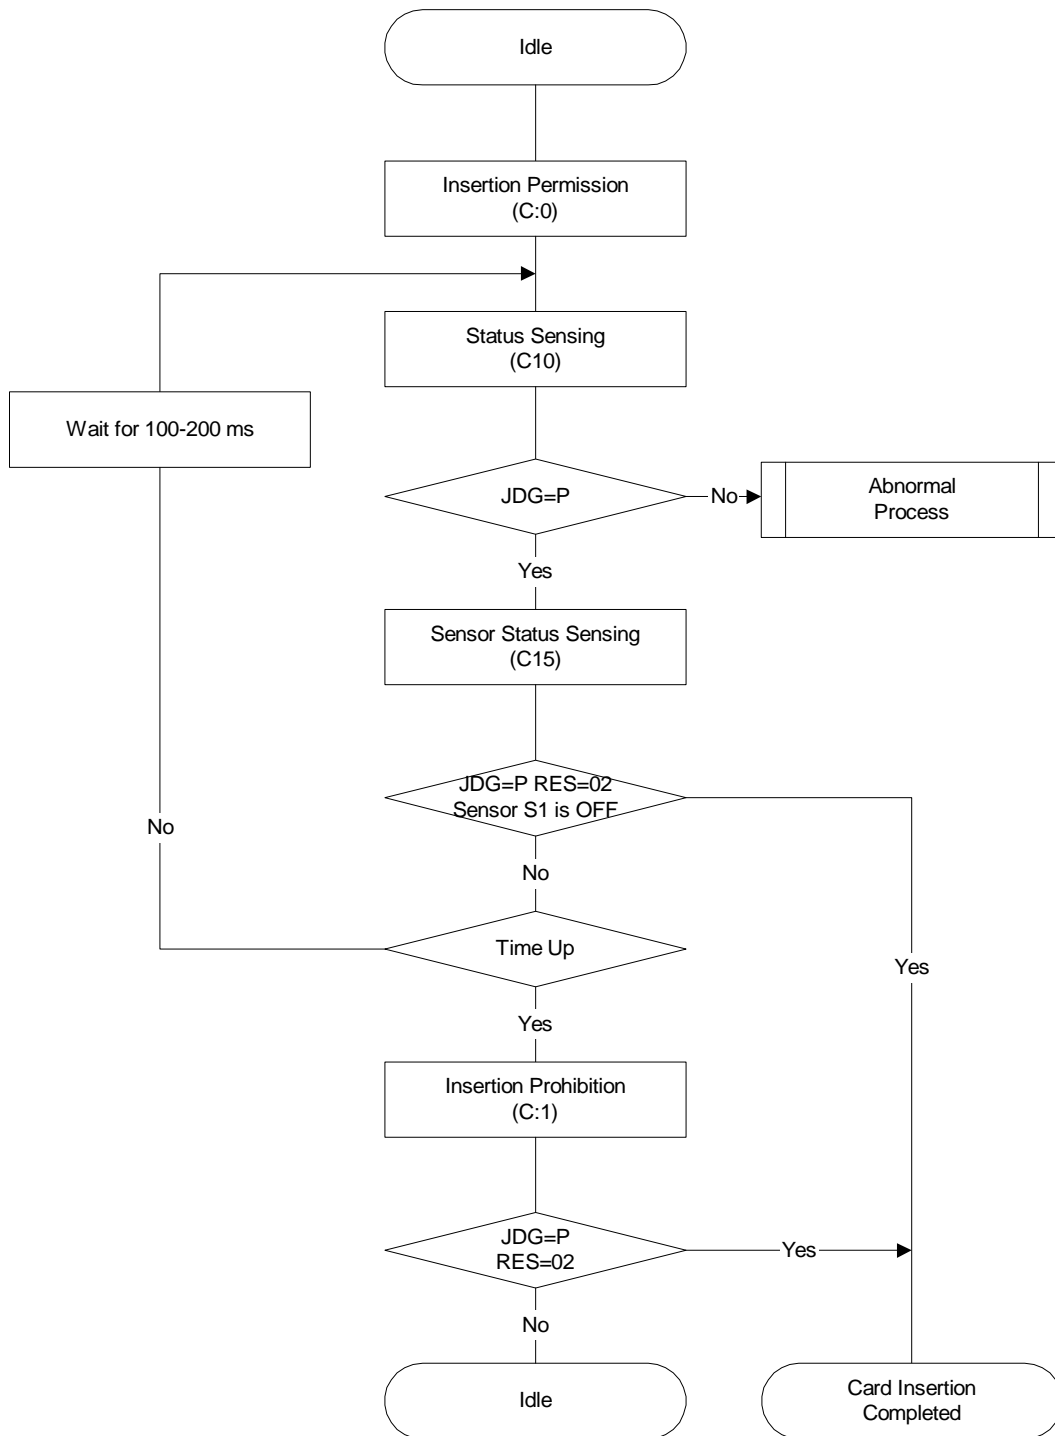 Idle
Insertion Permission
(C:0)
Status Sensing
(C10)
Wait for 100-200 ms
JDG=P
No
Abnormal
Process
Yes
Sensor Status Sensing
(C15)
JDG=P RES=02
Sensor S1 is OFF
No
No
Time Up
Yes
Yes
Insertion Prohibition
(C:1)
JDG=P
RES=02
Yes
No
Idle
Card Insertion
Completed